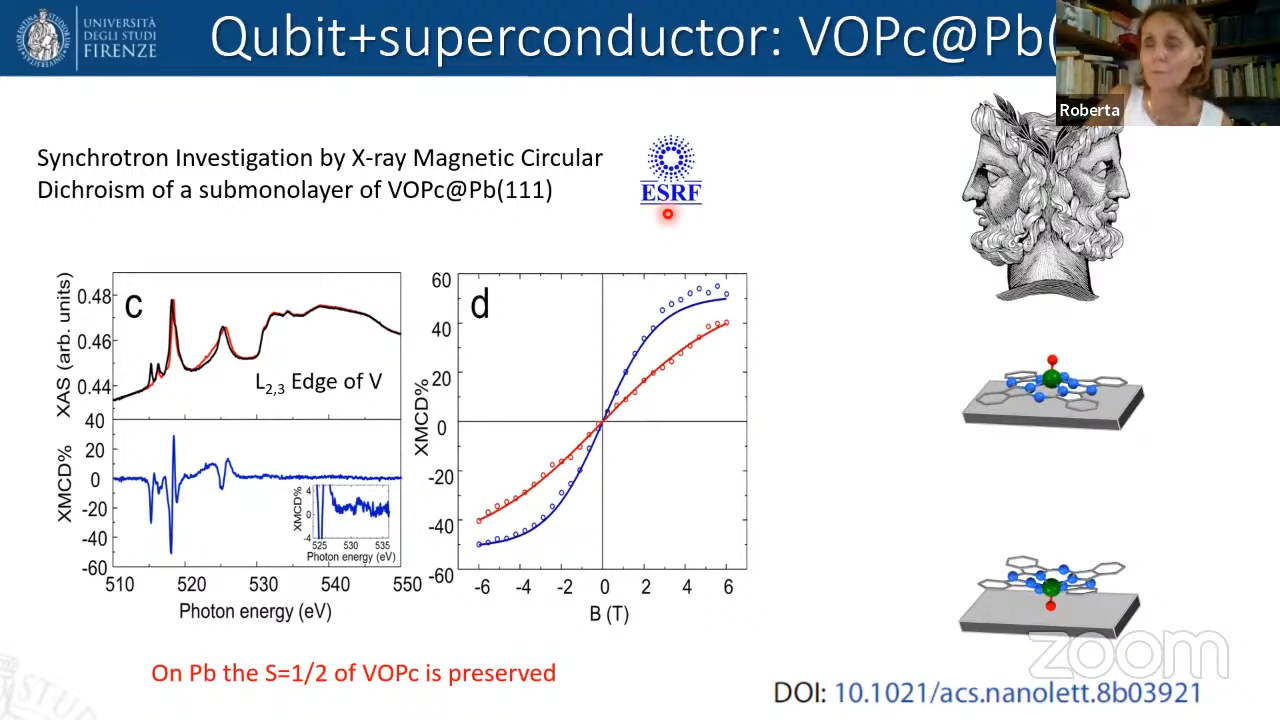 UNIVERSITÀ
DEGLI STUDI
FIRENZE
Qubit+superconductor: VOPc@Pb(
Roberta
Synchrotron Investigation by X-ray Magnetic Circular
Dichroism of a submonolayer of VOPc@Pb(111)
ESRF
c
XAS (arb. units)
0.48
0.46
0.44
L2,3 Edge of V
XMCD%
40
20
0
-20
-40
-60
XMCD%
4
0
-4
525 530 535
Photon energy (eV)
510 520 530 540 550
Photon energy (eV)
d
XMCD%
60
40
20
0
-20
-40
-60
-6 -4 -2 0 2 4 6
B (T)
On Pb the S=1/2 of VOPc is preserved
zoom
DOI: 10.1021/acs.nanolett.8b03921